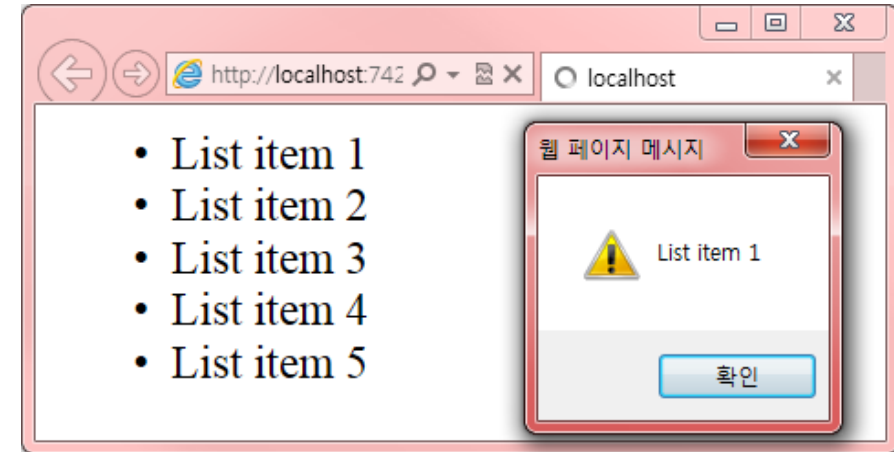 http://localhost:742
localhost
List item 1
List item 2
List item 3
List item 4
List item 5
웹 페이지 메시지
List item 1
확인